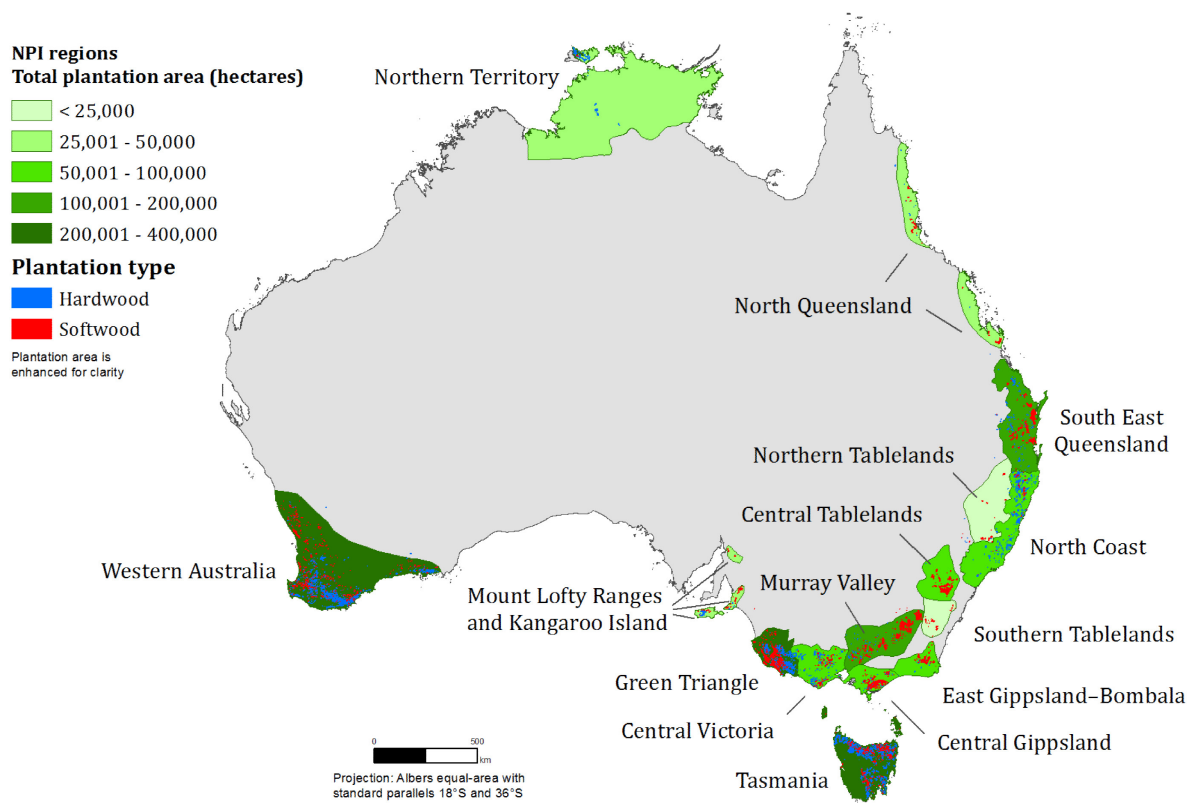 NPI regions
Total plantation area (hectares)
< 25,000
25,001 - 50,000
50,001 - 100,000
100,001 - 200,000
200,001 - 400,000
Plantation type
Hardwood
Softwood
Plantation area is
enhanced for clarity
Northern Territory
North Queensland
South East
Queensland
Northern Tablelands
Central Tablelands
North Coast
Western Australia
Mount Lofty Ranges
and Kangaroo Island
Murray Valley
Southern Tablelands
Green Triangle
East Gippsland–Bombala
Central Victoria
Central Gippsland
Tasmania
0 500
km
Projection: Albers equal-area with
standard parallels 18°S and 36°S